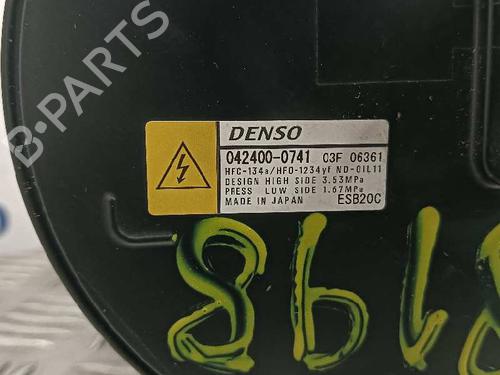 B-PARTS
DENSO
042400-0741 C3F 06361
HFC-134a/HFO-1234yf ND-OIL11
DESIGN HIGH SIDE 3.53MPa
PRESS LOW SIDE 1.67MPa
MADE IN JAPAN ESB20C
8198